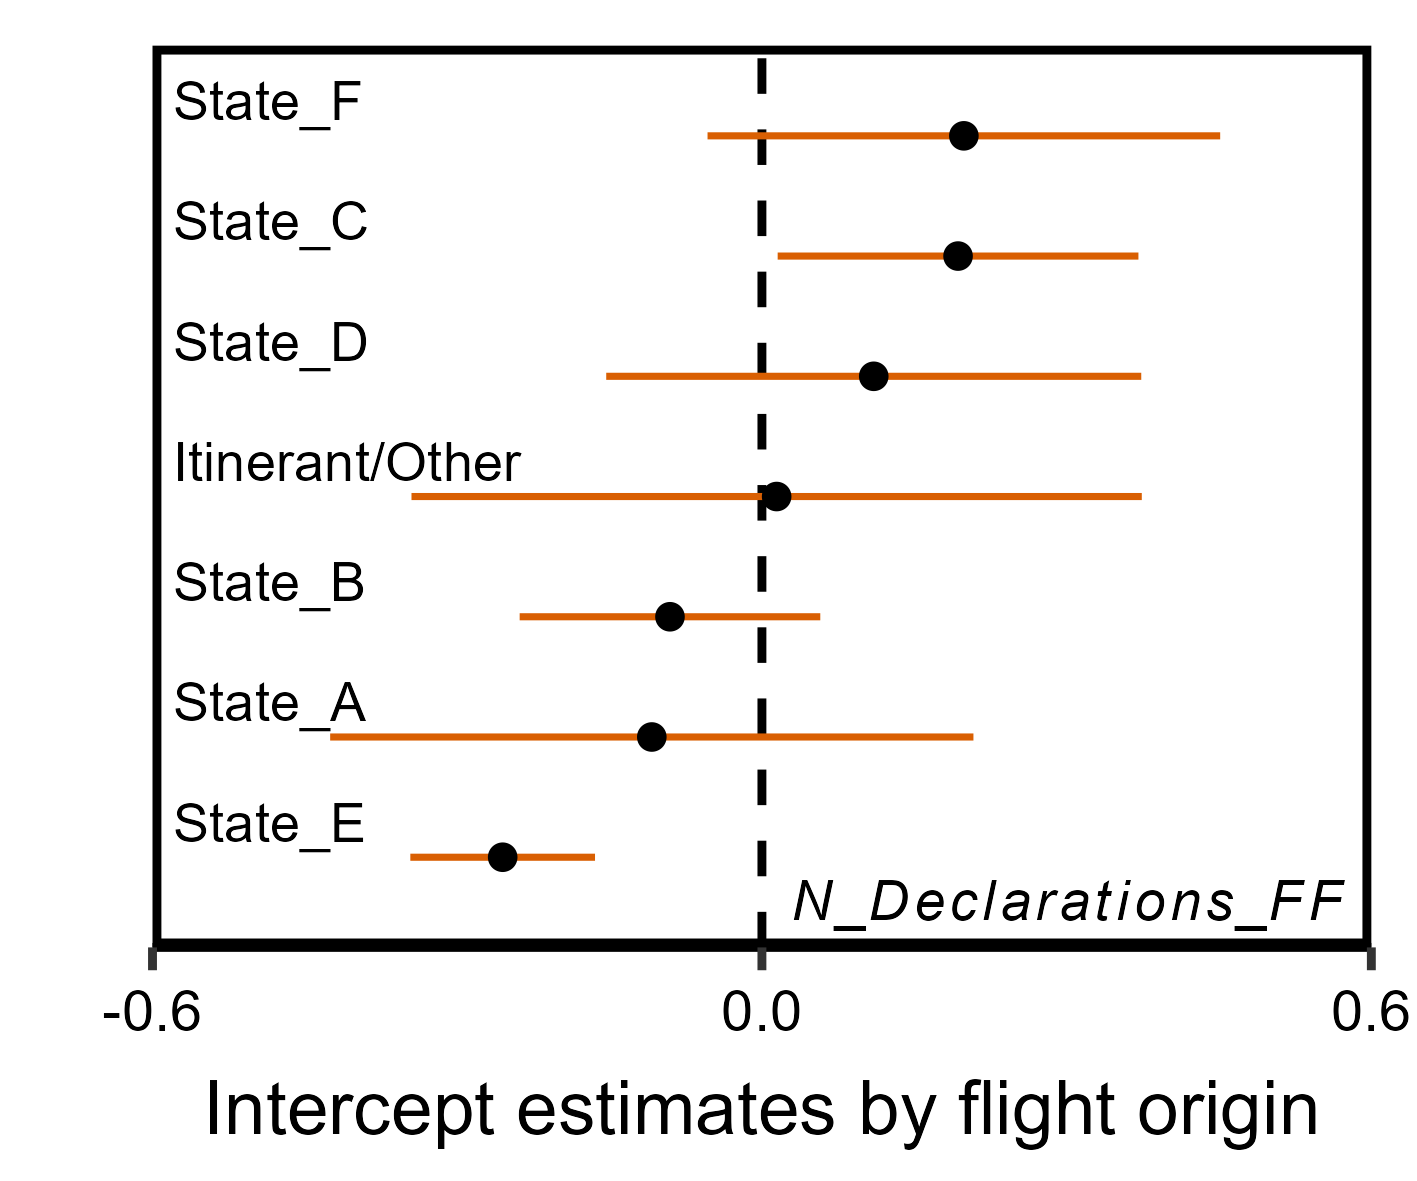 State_F
State_C
State_D
Itinerant/Other
State_B
State_A
State_E
N_Declarations_FF
-0.6 0.0 0.6
Intercept estimates by flight origin